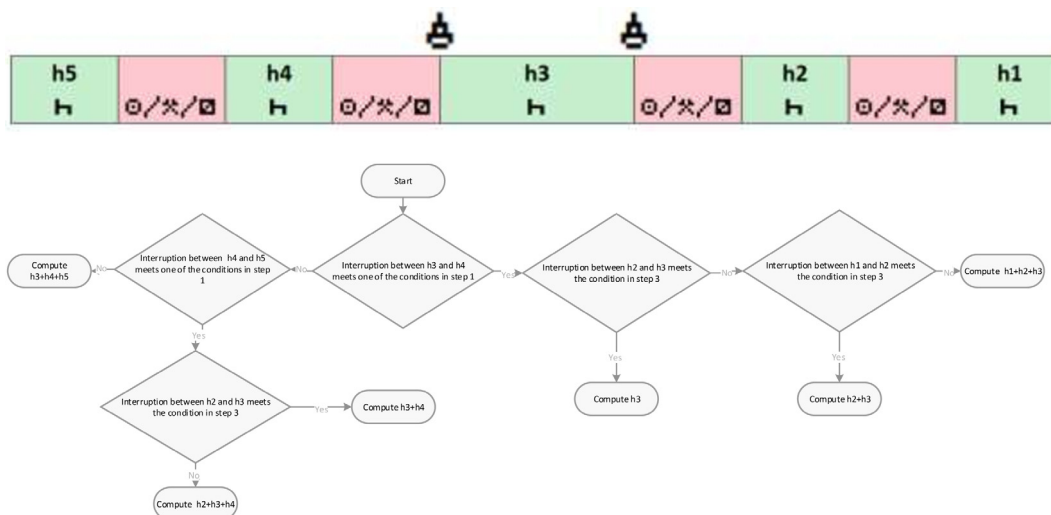 h5 h4 h3 h2 h1
Start
Interruption between h4 and h5
meets one of the conditions in step
1
Interruption between h3 and h4
meets one of the conditions in step 1
Interruption between h2 and h3 meets
the condition in step 3
Interruption between h1 and h2 meets
the condition in step 3
Compute
h3+h4+h5
No
No
Yes
No
No
Compute h1+h2+h3
Yes
Yes
Yes
Interruption between h2 and h3 meets
the condition in step 3
Yes
Compute h3+h4
Compute h3
Compute h2+h3
No
Compute h2+h3+h4